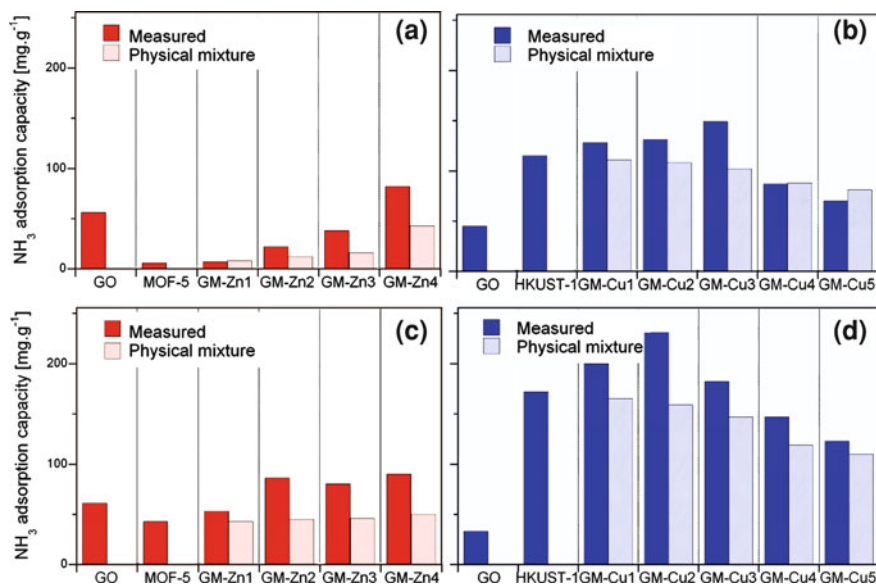 (a)
Measured
Physical mixture
NH3 adsorption capacity [mg.g-1]
200
100
0
GO MOF-5 GM-Zn1 GM-Zn2 GM-Zn3 GM-Zn4
(b)
Measured
Physical mixture
GO HKUST-1 GM-Cu1 GM-Cu2 GM-Cu3 GM-Cu4 GM-Cu5
(c)
Measured
Physical mixture
NH3 adsorption capacity [mg.g-1]
200
100
0
GO MOF-5 GM-Zn1 GM-Zn2 GM-Zn3 GM-Zn4
(d)
Measured
Physical mixture
GO HKUST-1 GM-Cu1 GM-Cu2 GM-Cu3 GM-Cu4 GM-Cu5